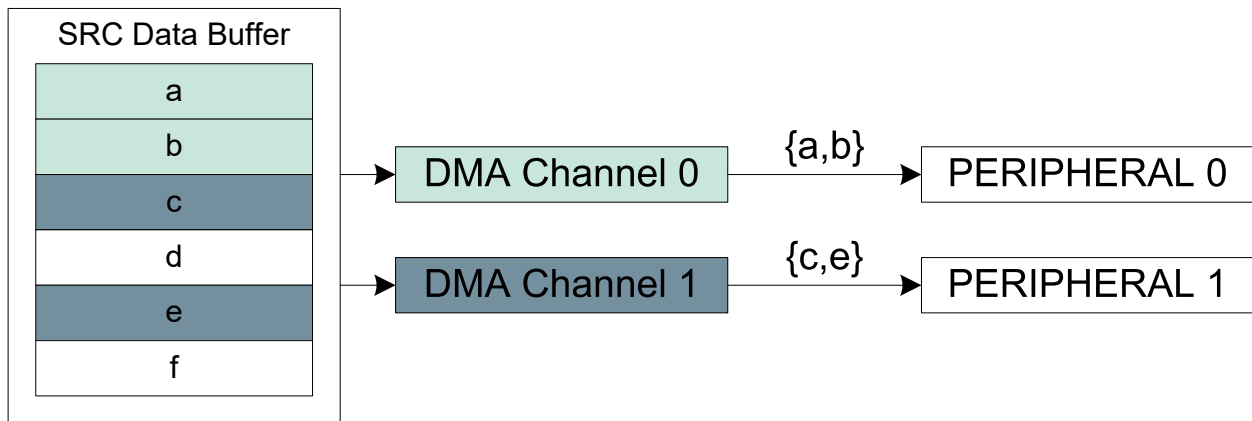 SRC Data Buffer
a
b
c
d
e
f
DMA Channel 0
{a,b}
PERIPHERAL 0
DMA Channel 1
{c,e}
PERIPHERAL 1